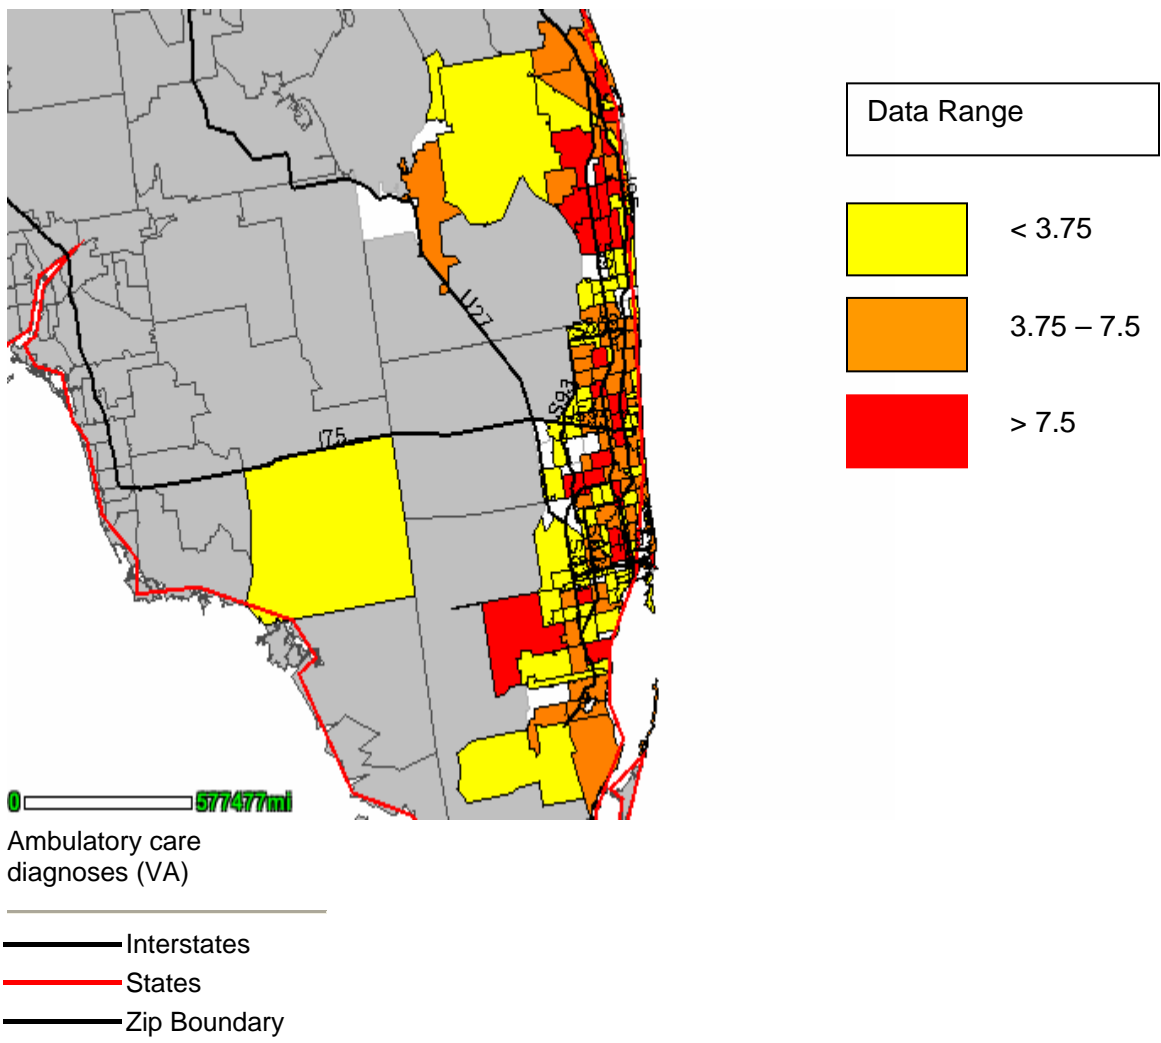 Data Range
< 3.75
3.75 – 7.5
> 7.5
U27
S93
I75
0 577477mi
Ambulatory care
diagnoses (VA)
Interstates
States
Zip Boundary